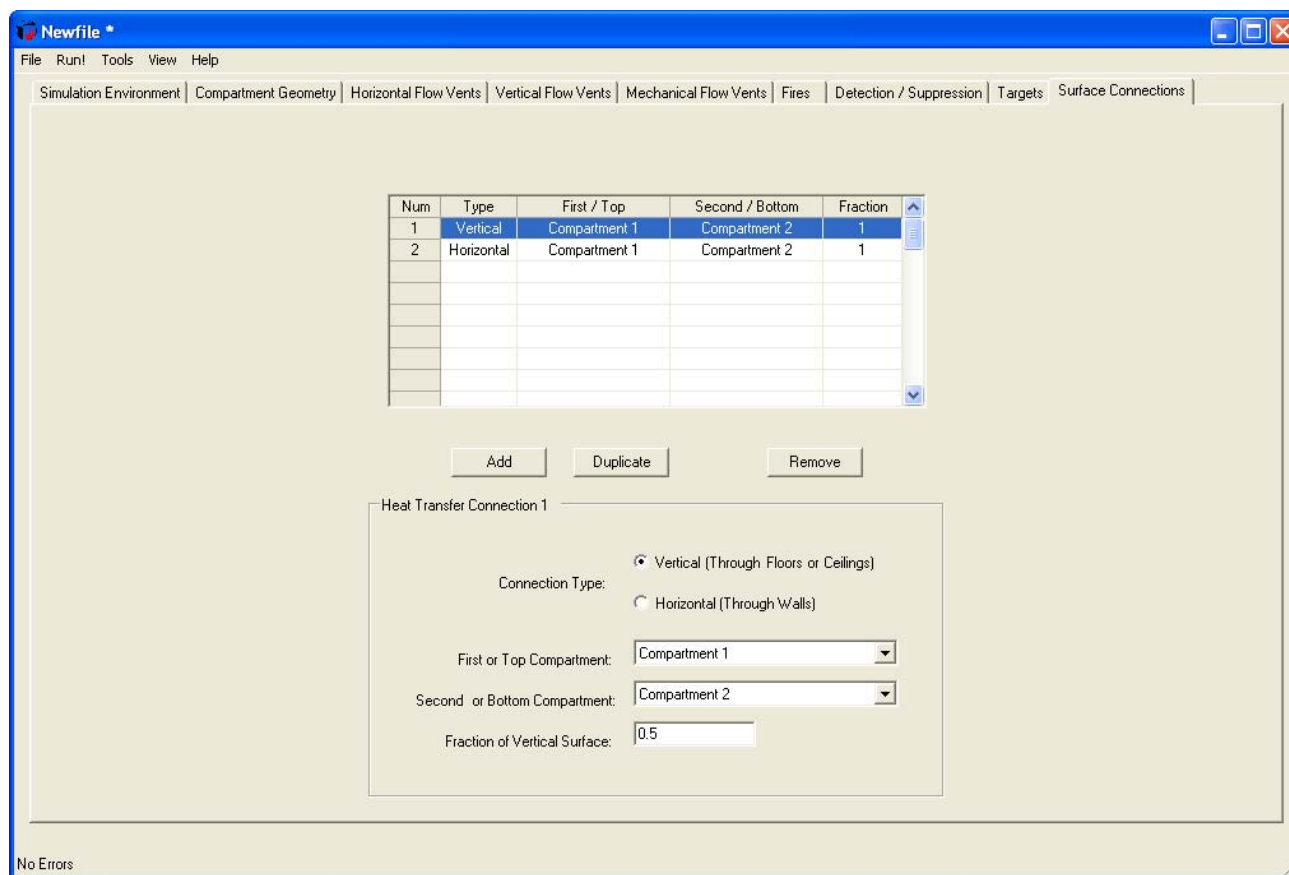 Newfile *
File Run! Tools View Help
Simulation Environment Compartment Geometry Horizontal Flow Vents Vertical Flow Vents Mechanical Flow Vents Fires Detection / Suppression Targets Surface Connections
Num Type First / Top Second / Bottom Fraction
1 Vertical Compartment 1 Compartment 2 1
2 Horizontal Compartment 1 Compartment 2 1
Add Duplicate Remove
Heat Transfer Connection 1
Vertical (Through Floors or Ceilings)
Connection Type:
Horizontal (Through Walls)
First or Top Compartment: Compartment 1
Second or Bottom Compartment: Compartment 2
Fraction of Vertical Surface: 0.5
No Errors